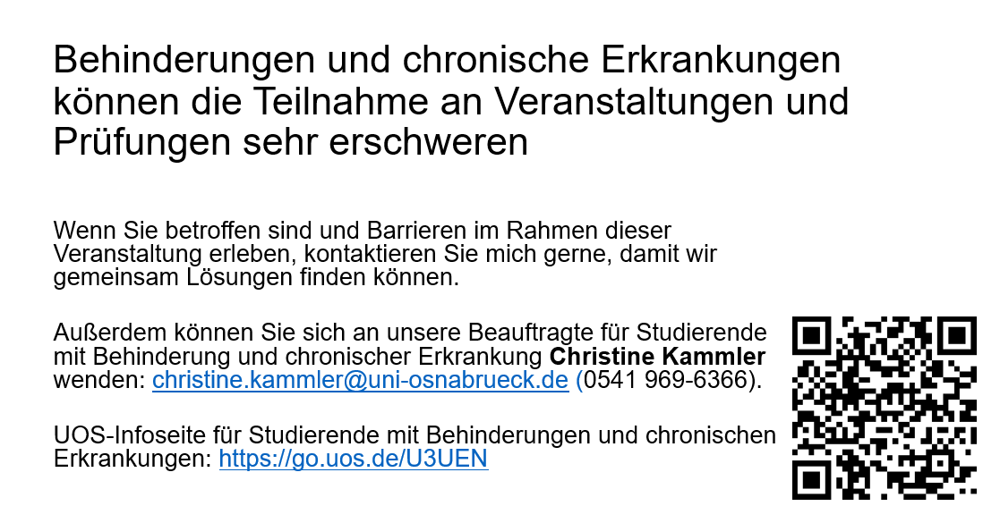 Behinderungen und chronische Erkrankungen
können die Teilnahme an Veranstaltungen und
Prüfungen sehr erschweren
Wenn Sie betroffen sind und Barrieren im Rahmen dieser
Veranstaltung erleben, kontaktieren Sie mich gerne, damit wir
gemeinsam Lösungen finden können.
Außerdem können Sie sich an unsere Beauftragte für Studierende
mit Behinderung und chronischer Erkrankung Christine Kammler
wenden: christine.kammler@uni-osnabrueck.de (0541 969-6366).
UOS-Infoseite für Studierende mit Behinderungen und chronischen
Erkrankungen: https://go.uos.de/U3UEN